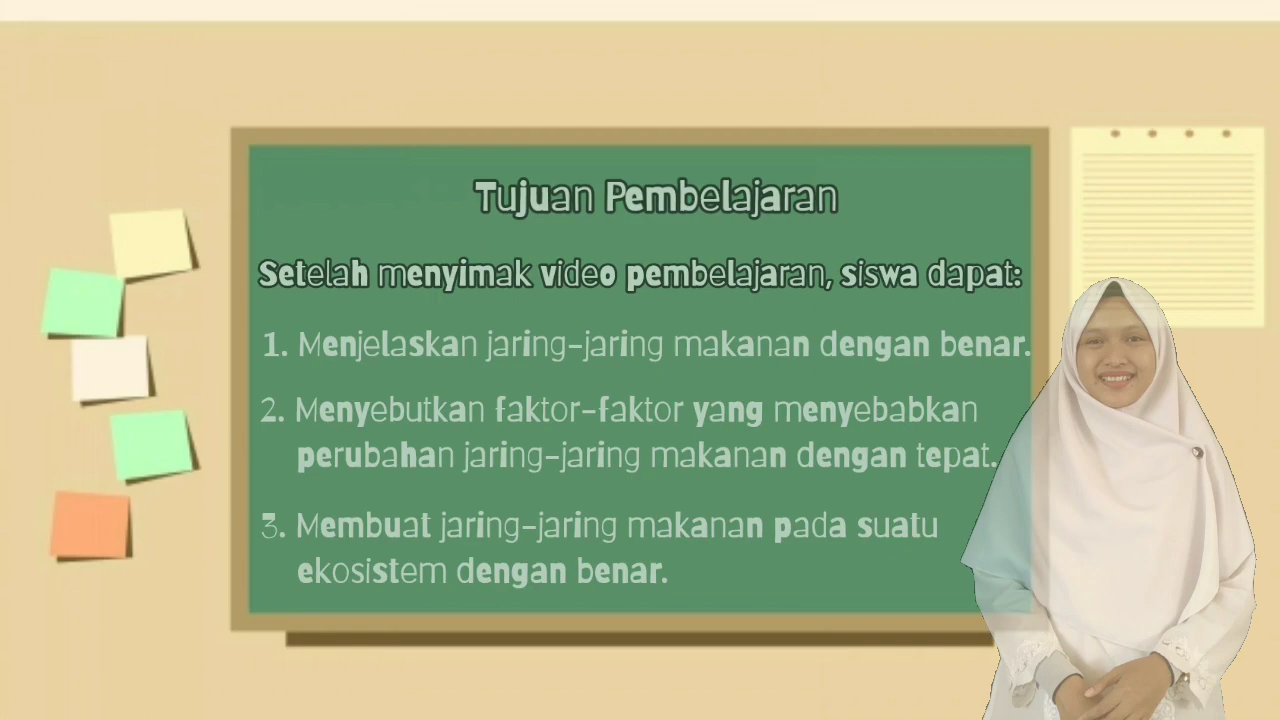 Tujuan Pembelajaran
Setelah menyimak video pembelajaran, siswa dapat:
1. Menjelaskan jaring-jaring makanan dengan benar.
2. Menyebutkan faktor-faktor yang menyebabkan
perubahan jaring-jaring makanan dengan tepat.
3. Membuat jaring-jaring makanan pada suatu
ekosistem dengan benar.